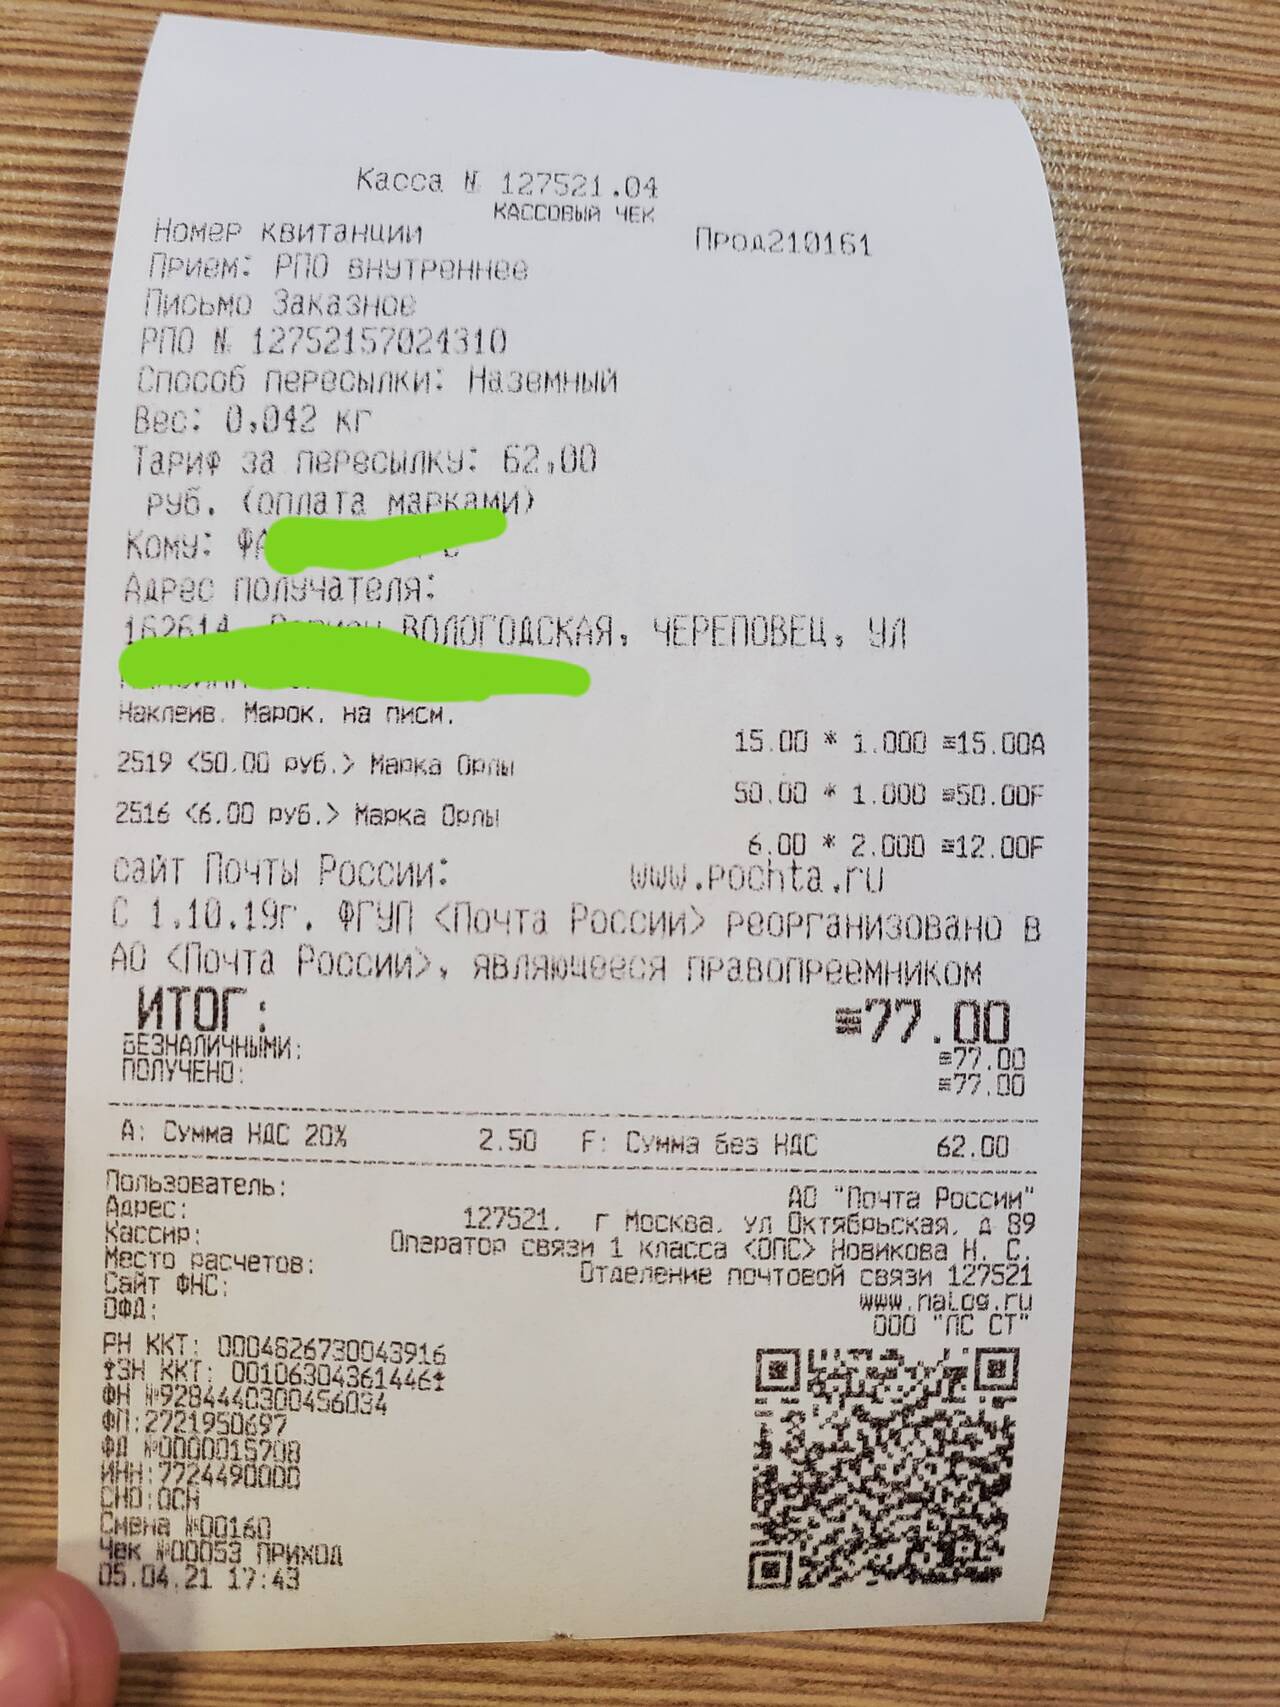 Касса № 127521.04
КАССОВЫЙ ЧЕК
Номер квитанции Прод210161
Прием: РПО внутреннее
Письмо Заказное
РПО № 12752157024310
Способ пересылки: Наземный
Вес: 0,042 кг
Тариф за пересылку: 62,00
руб. (оплата марками)
Кому: ФА
Адрес получателя:
162614, ВОЛОГОДСКАЯ, ЧЕРЕПОВЕЦ, УЛ
Наклеив. Марок. на писм.
15.00 * 1.000 ≡15.00А
2519 <50.00 руб.> Марка Орлы
50.00 * 1.000 ≡50.00F
2516 <6.00 руб.> Марка Орлы
6.00 * 2.000 ≡12.00F
сайт Почты России: www.pochta.ru
С 1.10.19г. ФГУП <Почта России> реорганизовано в
АО <Почта России>, являющееся правопреемником
ИТОГ: ≡77.00
БЕЗНАЛИЧНЫМИ: ≡77.00
ПОЛУЧЕНО: ≡77.00
А: Сумма НДС 20% 2.50 F: Сумма без НДС 62.00
Пользователь: АО "Почта России"
Адрес: 127521, г Москва, ул Октябрьская, д 89
Кассир: Оператор связи 1 класса <ОПС> Новикова Н. С.
Место расчетов: Отделение почтовой связи 127521
Сайт ФНС: www.nalog.ru
ОФД: ООО "ПС СТ"
РН ККТ: 0004826730043916
ЗН ККТ: 00106304361446
ФН №9284440300456034
ФП:2721950697
ФД №0000015708
ИНН:7724490000
СНО:ОСН
Смена №00160
Чек №00053 ПРИХОД
05.04.21 17:43